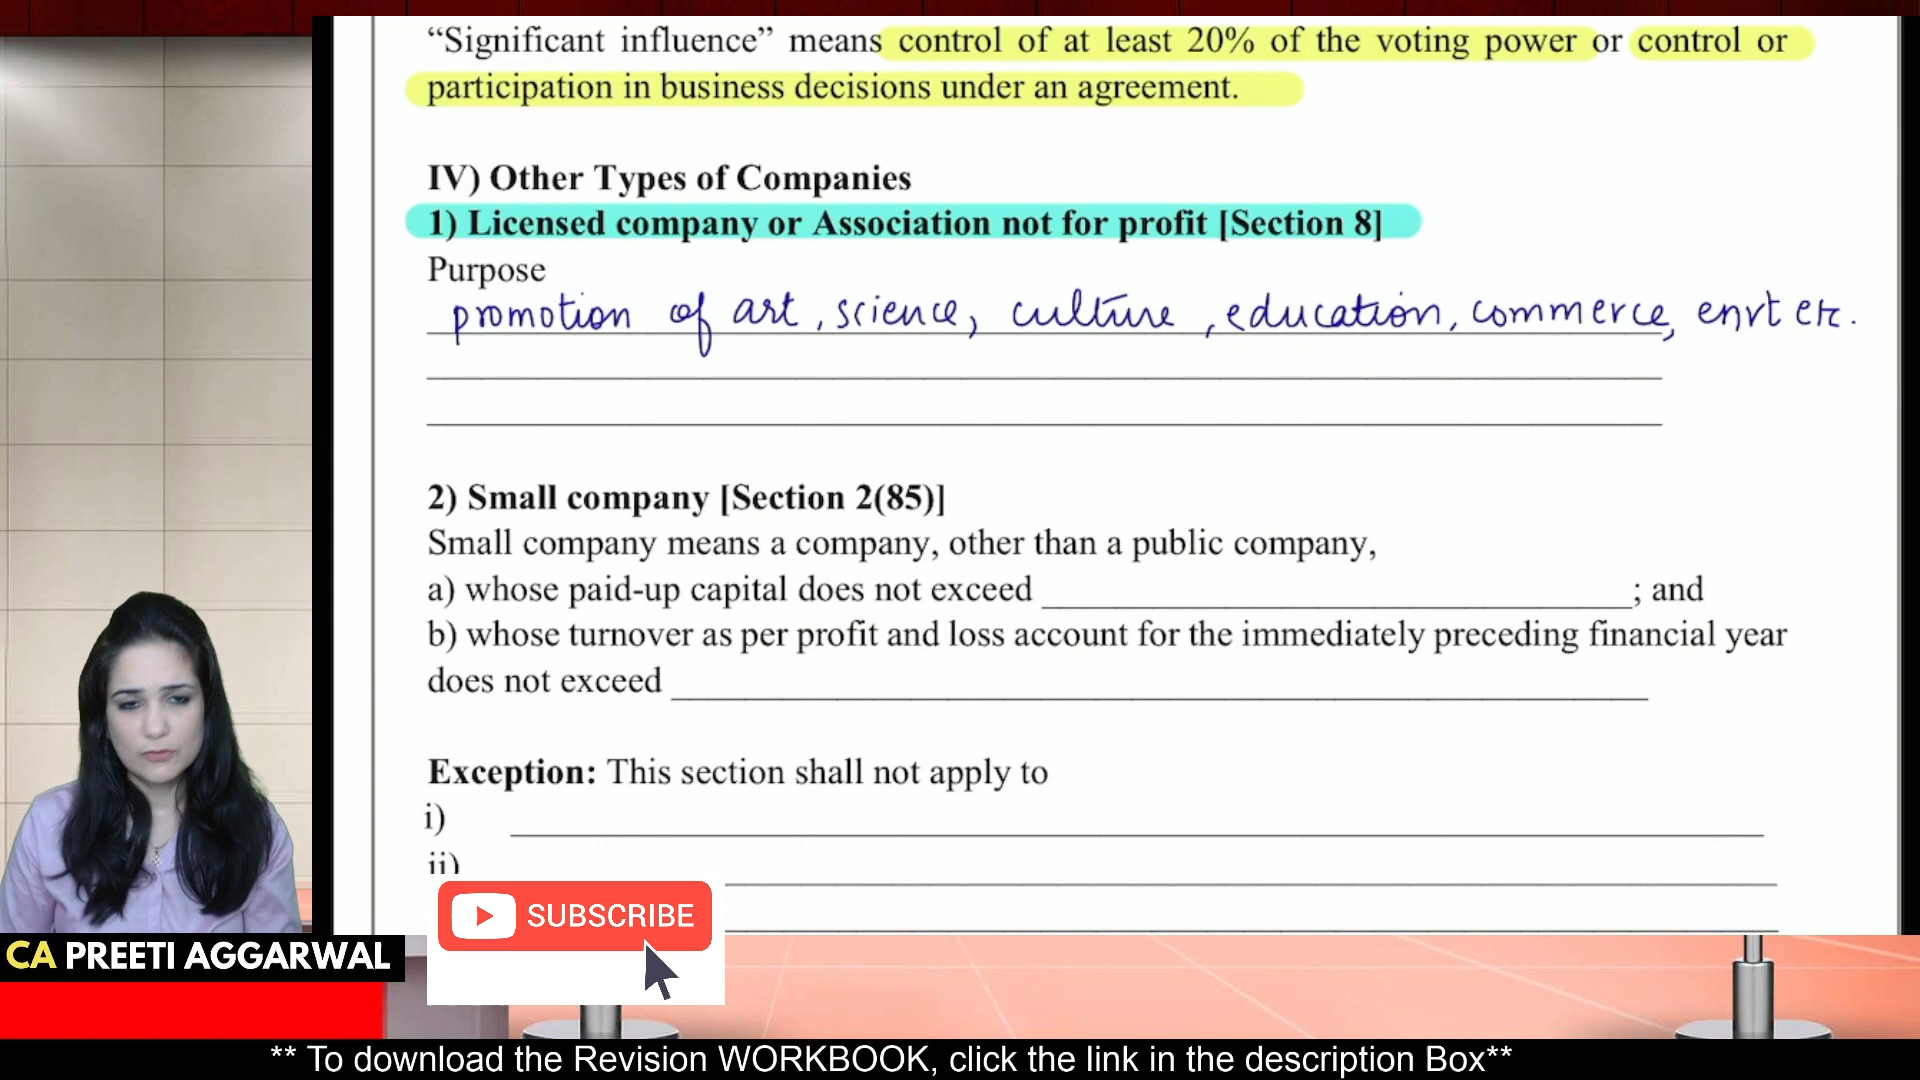 “Significant influence” means control of at least 20% of the voting power or control or
participation in business decisions under an agreement.
IV) Other Types of Companies
1) Licensed company or Association not for profit [Section 8]
Purpose
promotion of art, science, culture, education, commerce, envt etc.
2) Small company [Section 2(85)]
Small company means a company, other than a public company,
a) whose paid-up capital does not exceed ; and
b) whose turnover as per profit and loss account for the immediately preceding financial year
does not exceed
Exception: This section shall not apply to
i)
ii)
SUBSCRIBE
CA PREETI AGGARWAL
** To download the Revision WORKBOOK, click the link in the description Box**